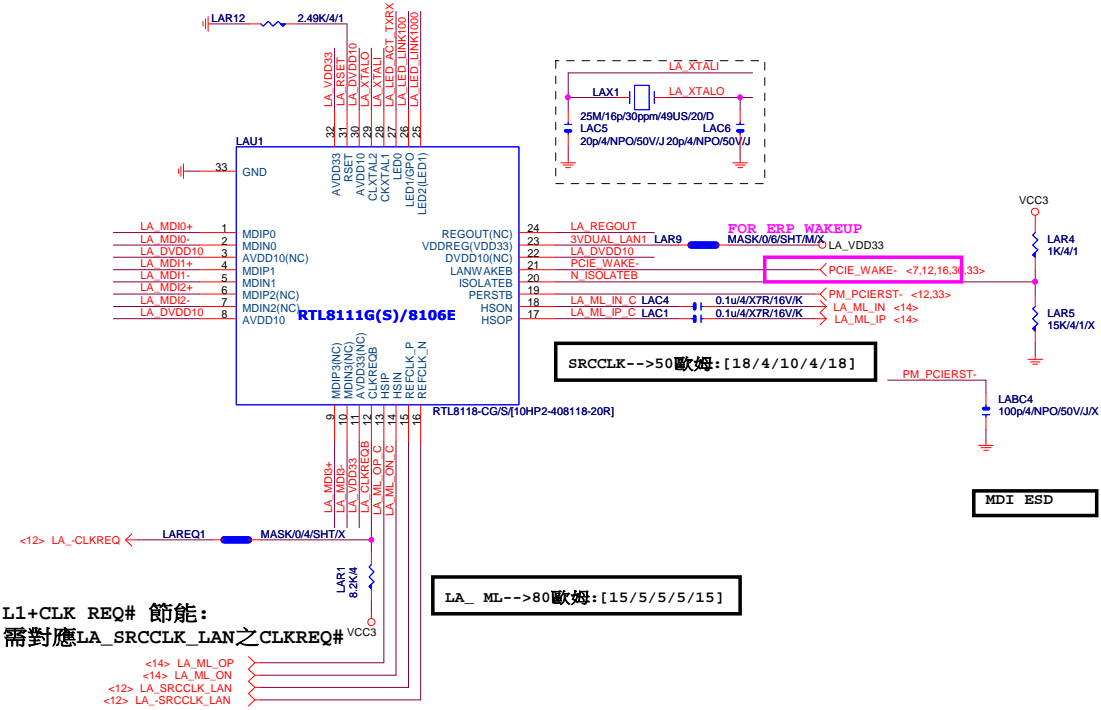 LAR12
2.49K/4/1
LA_VDD33
LA_RSET
LA_DVDD10
LA_XTALO
LA_XTALI
LA_LED_ACT_TXRX
LA_LED_LINK100
LA_LED_LINK1000
32
31
30
29
28
27
26
25
LAU1
AVDD33
RSET
AVDD10
CLXTAL2
CKXTAL1
LED0
LED1/GPO
LED2(LED1)
33
GND
LA_XTALI
LAX1
LA_XTALO
25M/16p/30ppm/49US/20/D
LAC5
LAC6
20p/4/NPO/50V/J
20p/4/NPO/50V/J
LA_MDI0+ 1 MDIP0
LA_MDI0- 2 MDIN0
LA_DVDD10 3 AVDD10(NC)
LA_MDI1+ 4 MDIP1
LA_MDI1- 5 MDIN1
LA_MDI2+ 6 MDIP2(NC)
LA_MDI2- 7 MDIN2(NC)
LA_DVDD10 8 AVDD10
RTL8111G(S)/8106E
REGOUT(NC) 24 LA_REGOUT
VDDREG(VDD33) 23 3VDUAL_LAN1 LAR9 MASK/0/6/SHT/M/X LA_VDD33
FOR ERP WAKEUP
DVDD10(NC) 22 LA_DVDD10
LANWAKEB 21 PCIE_WAKE- PCIE_WAKE- <7,12,16,30,33>
ISOLATEB 20 N_ISOLATEB
PERSTB 19 PM_PCIERST- <12,33>
HSON 18 LA_ML_IN_C LAC4 0.1u/4/X7R/16V/K LA_ML_IN <14>
HSOP 17 LA_ML_IP_C LAC1 0.1u/4/X7R/16V/K LA_ML_IP <14>
VCC3
LAR4
1K/4/1
LAR5
15K/4/1/X
SRCCLK-->50歐姆:[18/4/10/4/18]
PM_PCIERST-
LABC4
100p/4/NPO/50V/J/X
MDIP3(NC)
MDIN3(NC)
AVDD33(NC)
CLKREQB
HSIP
HSIN
REFCLK_P
REFCLK_N
9
10
11
12
13
14
15
16
RTL8118-CG/S/[10HP2-408118-20R]
LA_MDI3+
LA_MDI3-
LA_VDD33
LA_CLKREQB
LA_ML_OP_C
LA_ML_ON_C
MDI ESD
<12> LA_-CLKREQ
LAREQ1
MASK/0/4/SHT/X
LAR1
8.2K/4
VCC3
LA_ ML-->80歐姆:[15/5/5/5/15]
L1+CLK REQ# 節能:
需對應LA_SRCCLK_LAN之CLKREQ#
<14> LA_ML_OP
<14> LA_ML_ON
<12> LA_SRCCLK_LAN
<12> LA_-SRCCLK_LAN